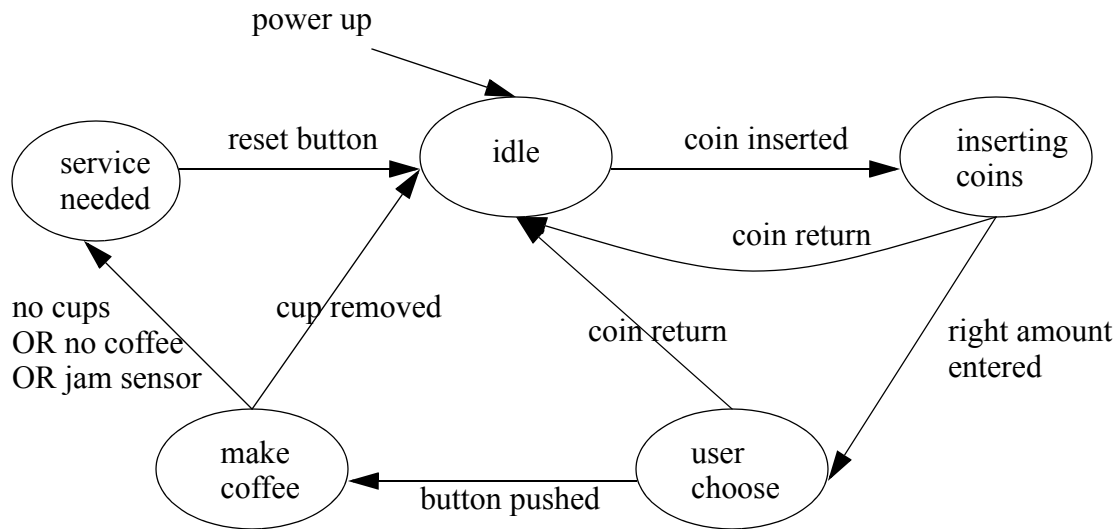 power up
reset button
idle
coin inserted
inserting
coins
service
needed
coin return
no cups
OR no coffee
OR jam sensor
cup removed
coin return
right amount
entered
make
coffee
button pushed
user
choose